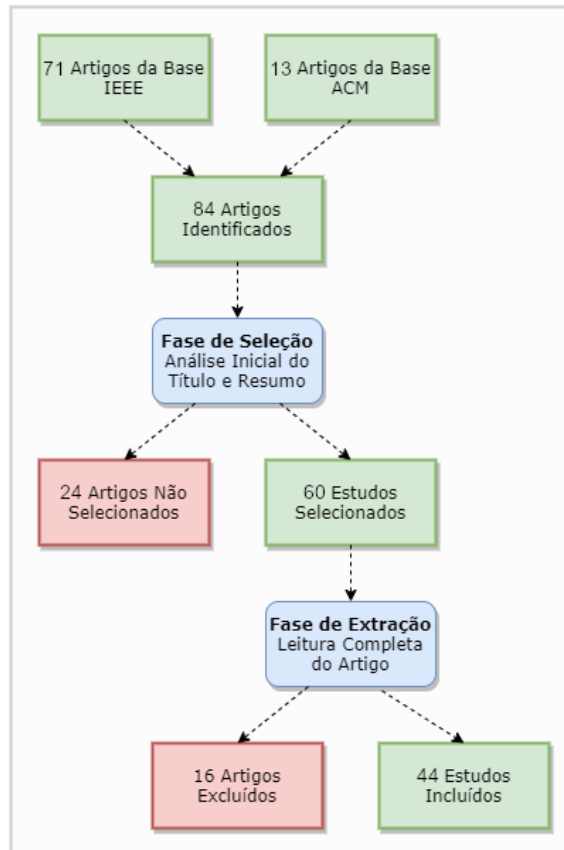 71 Artigos da Base
IEEE
13 Artigos da Base
ACM
84 Artigos
Identificados
Fase de Seleção
Análise Inicial do
Título e Resumo
24 Artigos Não
Selecionados
60 Estudos
Selecionados
Fase de Extração
Leitura Completa
do Artigo
16 Artigos
Excluídos
44 Estudos
Incluídos